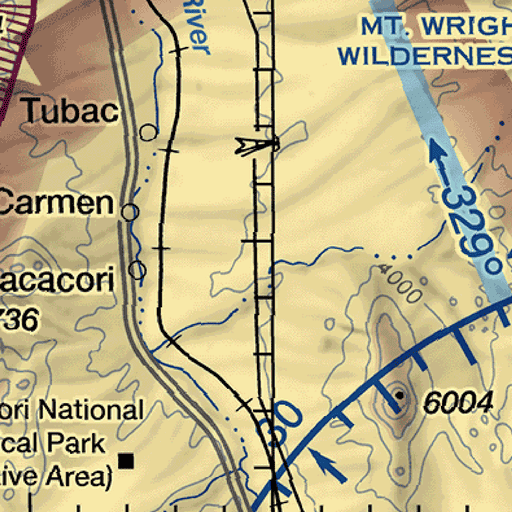 River
MT. WRIGH
WILDERNES
Tubac
Carmen
329°
acacori
736
4000
6004
30
ori National
cal Park
ive Area)